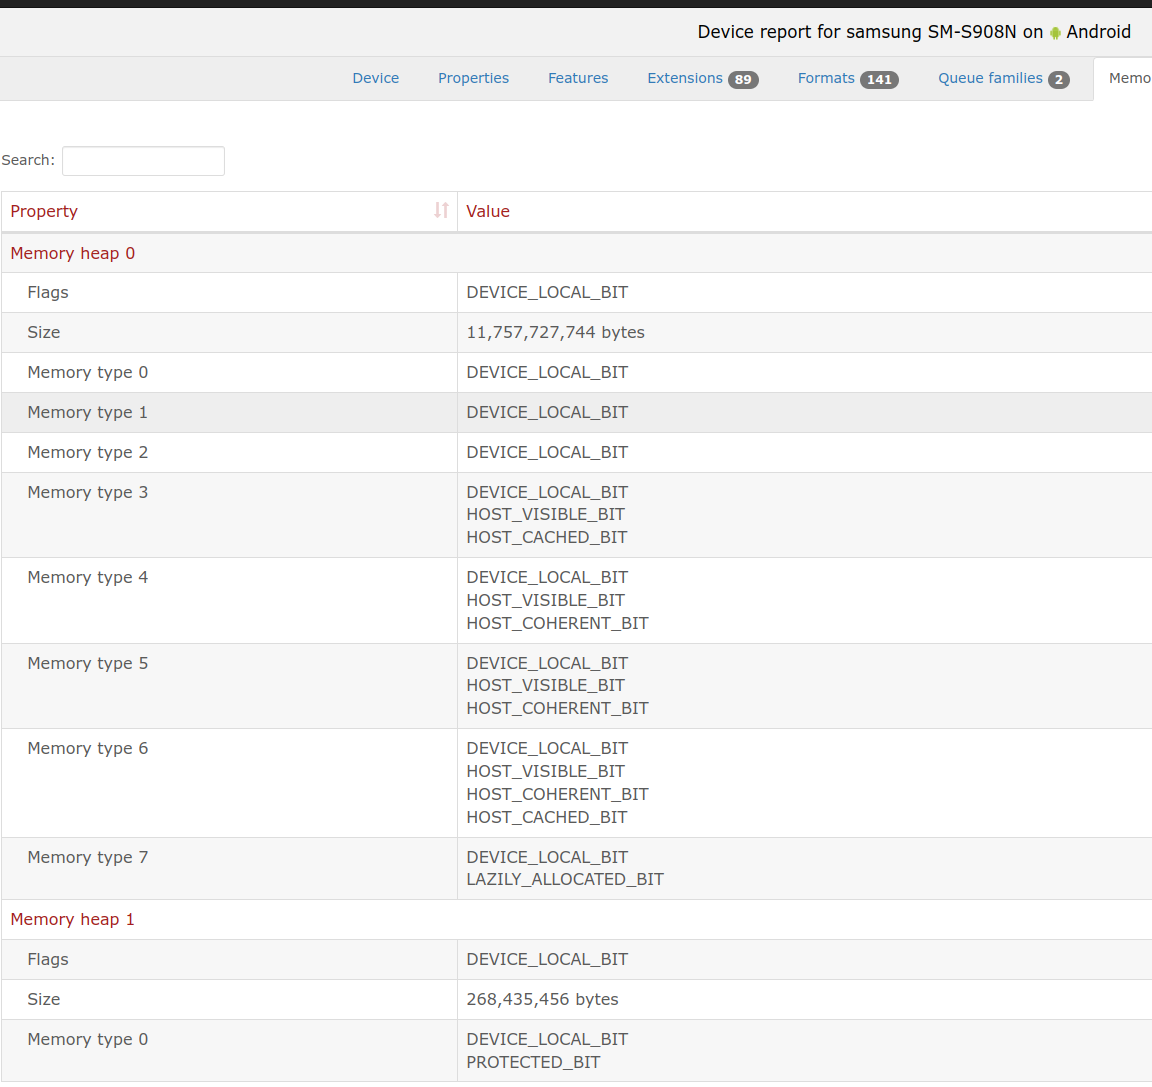 Device report for samsung SM-S908N on Android
Device Properties Features Extensions 89 Formats 141 Queue families 2 Memo
Search:
Property Value
Memory heap 0
Flags DEVICE_LOCAL_BIT
Size 11,757,727,744 bytes
Memory type 0 DEVICE_LOCAL_BIT
Memory type 1 DEVICE_LOCAL_BIT
Memory type 2 DEVICE_LOCAL_BIT
Memory type 3 DEVICE_LOCAL_BIT
HOST_VISIBLE_BIT
HOST_CACHED_BIT
Memory type 4 DEVICE_LOCAL_BIT
HOST_VISIBLE_BIT
HOST_COHERENT_BIT
Memory type 5 DEVICE_LOCAL_BIT
HOST_VISIBLE_BIT
HOST_COHERENT_BIT
Memory type 6 DEVICE_LOCAL_BIT
HOST_VISIBLE_BIT
HOST_COHERENT_BIT
HOST_CACHED_BIT
Memory type 7 DEVICE_LOCAL_BIT
LAZILY_ALLOCATED_BIT
Memory heap 1
Flags DEVICE_LOCAL_BIT
Size 268,435,456 bytes
Memory type 0 DEVICE_LOCAL_BIT
PROTECTED_BIT